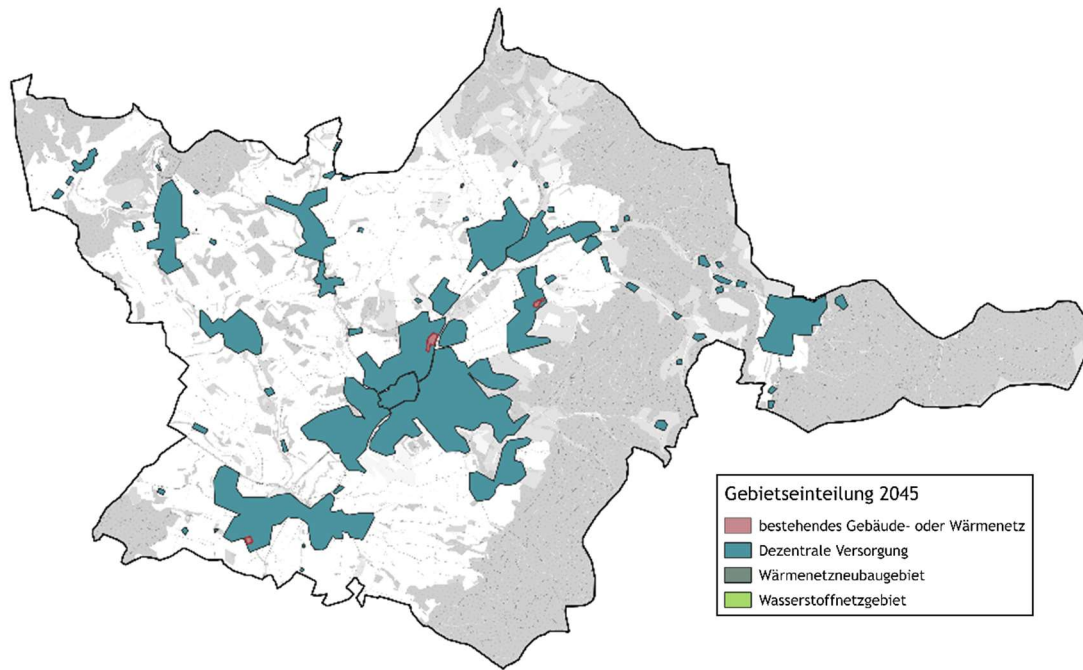 Gebietseinteilung 2045
bestehendes Gebäude- oder Wärmenetz
Dezentrale Versorgung
Wärmenetzneubaugebiet
Wasserstoffnetzgebiet